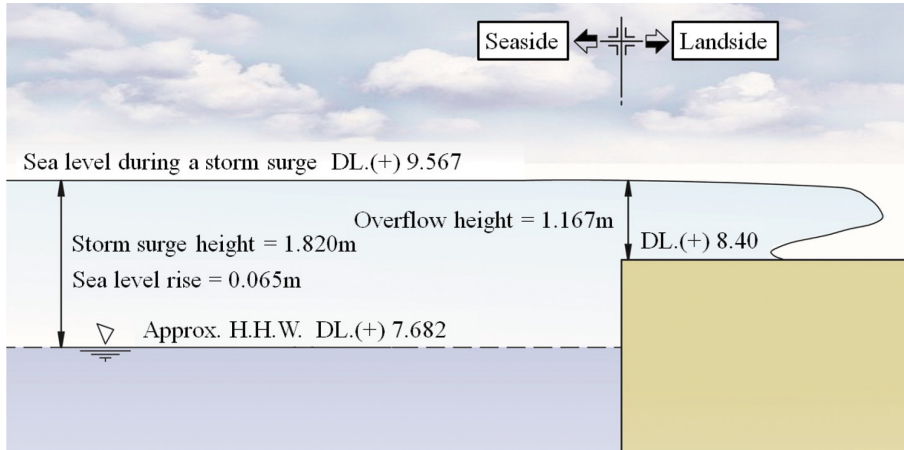 Seaside
Landside
Sea level during a storm surge DL.(+) 9.567
Overflow height = 1.167m
Storm surge height = 1.820m
DL.(+) 8.40
Sea level rise = 0.065m
Approx. H.H.W. DL.(+) 7.682